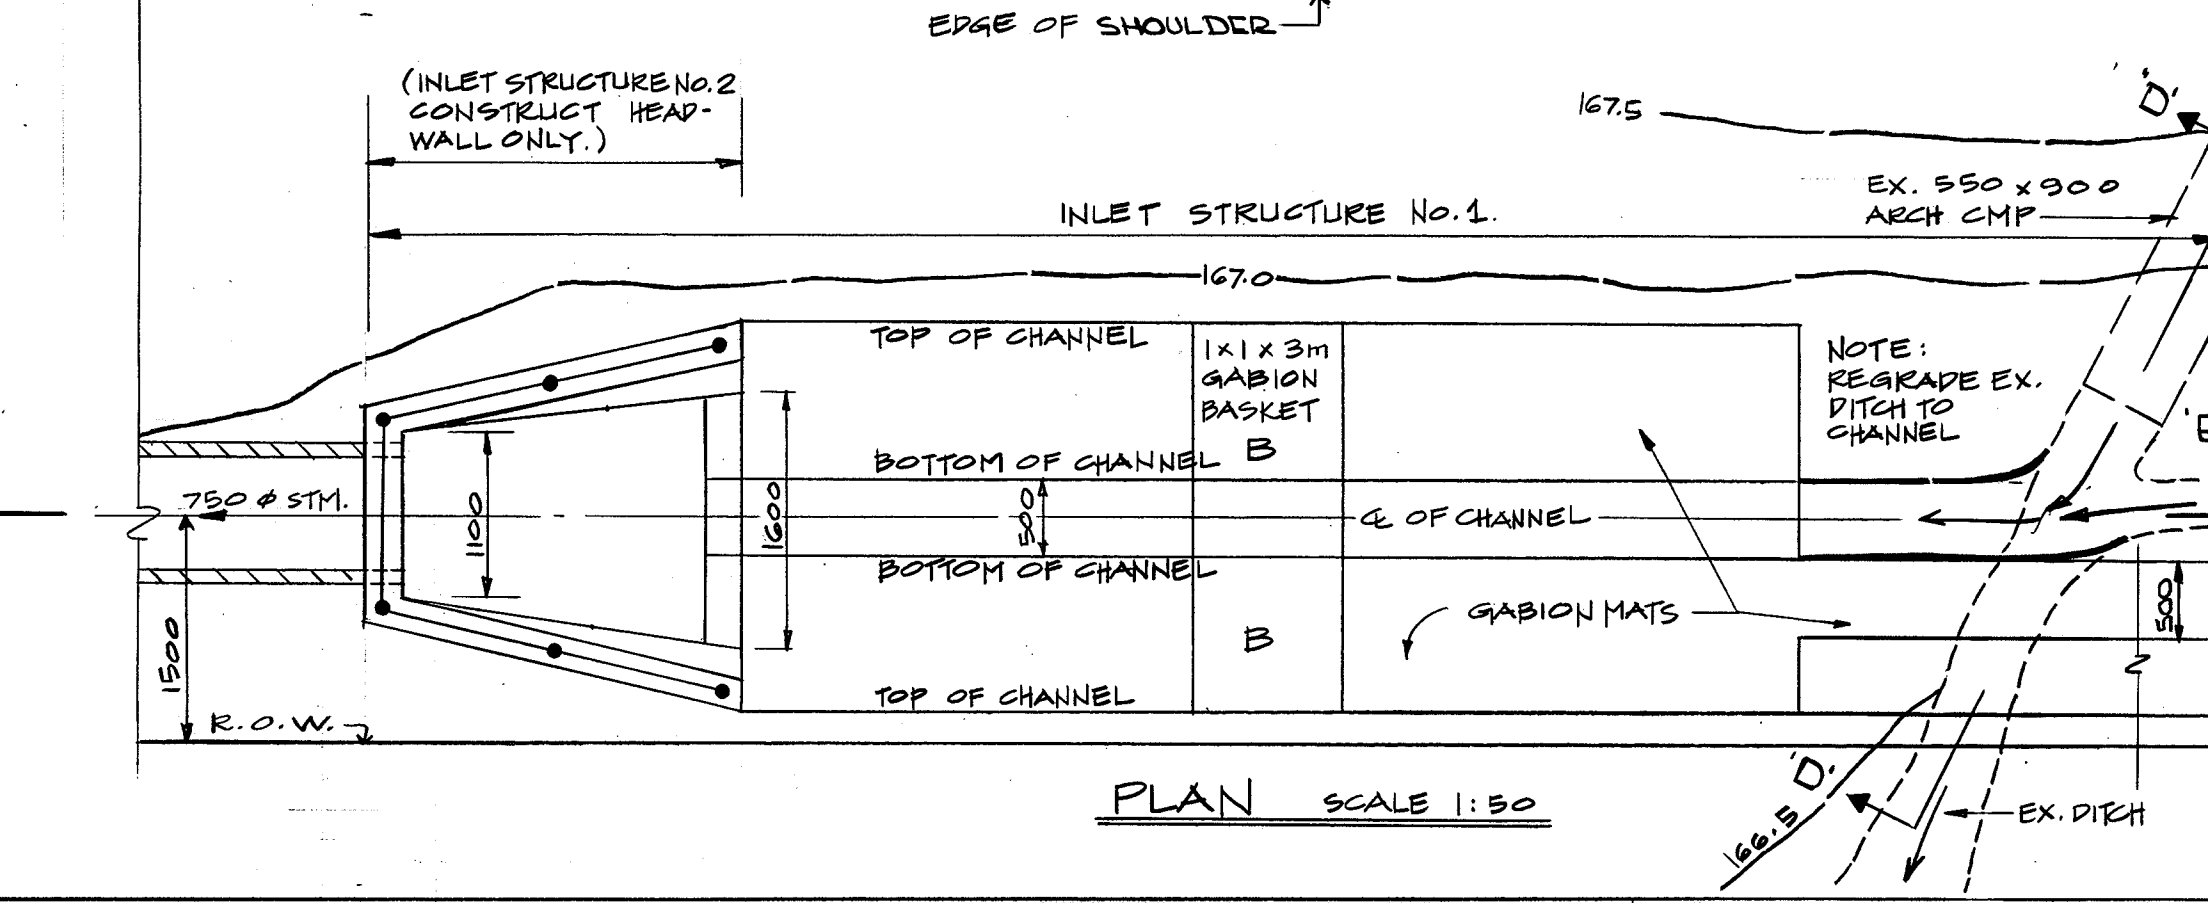 EDGE OF SHOULDER
(INLET STRUCTURE No.2
CONSTRUCT HEAD-
WALL ONLY.)
167.5
'D'
EX. 550 x 900
ARCH CMP
INLET STRUCTURE No.1.
167.0
TOP OF CHANNEL
1x1x3m
GABION
BASKET
B
NOTE:
REGRADE EX.
DITCH TO
CHANNEL
BOTTOM OF CHANNEL
750 ø STM.
1100
1600
500
℄ OF CHANNEL
BOTTOM OF CHANNEL
1500
GABION MATS
500
B
TOP OF CHANNEL
R.O.W.
'D'
PLAN SCALE 1:50
166.5
EX. DITCH